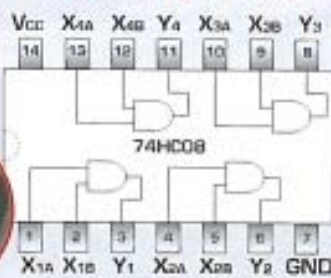 Vcc X4A X4B Y4 X3A X3B Y3
14 13 12 11 10 9 8
74HC08
1 2 3 4 5 6 7
X1A X1B Y1 X2A X2B Y2 GND